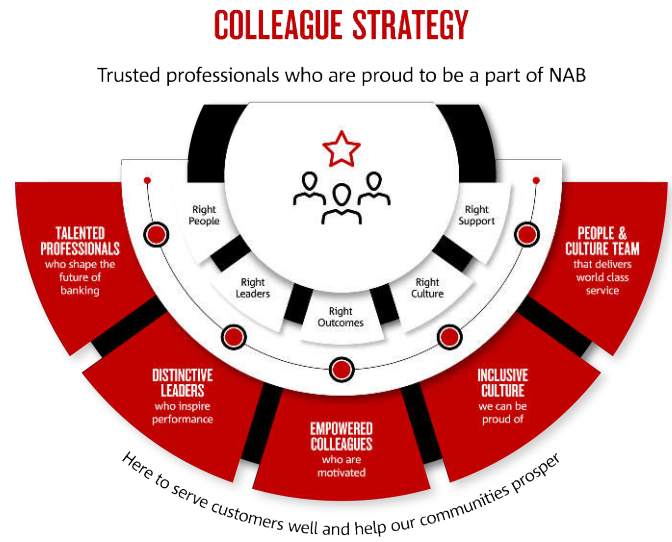 COLLEAGUE STRATEGY
Trusted professionals who are proud to be a part of NAB
Right
People
Right
Leaders
Right
Outcomes
Right
Culture
Right
Support
TALENTED
PROFESSIONALS
who shape the
future of
banking
DISTINCTIVE
LEADERS
who inspire
performance
EMPOWERED
COLLEAGUES
who are
motivated
INCLUSIVE
CULTURE
we can be
proud of
PEOPLE &
CULTURE TEAM
that delivers
world class
service
Here to serve customers well and help our communities prosper